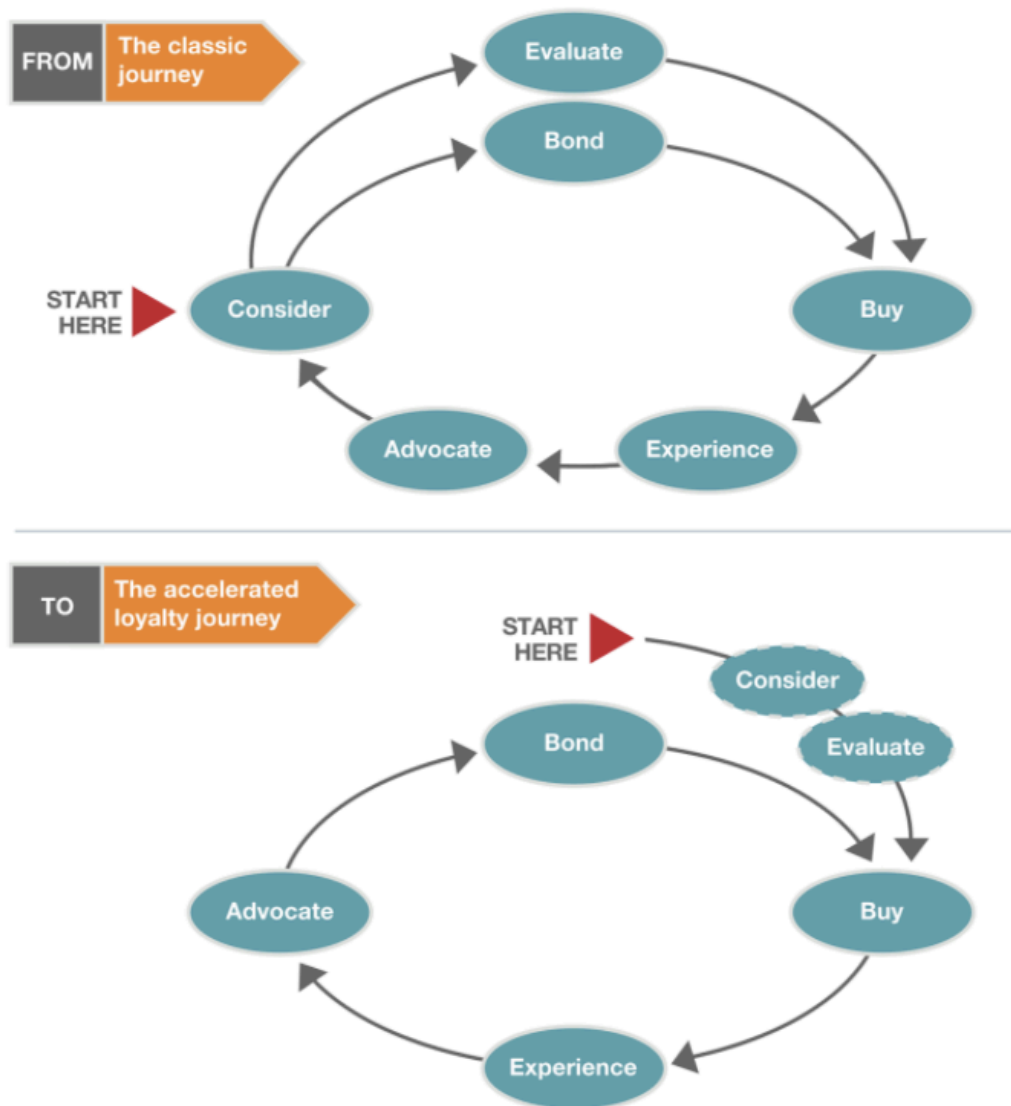 FROM
The classic
journey
Evaluate
Bond
START
HERE
Consider
Buy
Advocate
Experience
TO
The accelerated
loyalty journey
START
HERE
Consider
Bond
Evaluate
Advocate
Buy
Experience